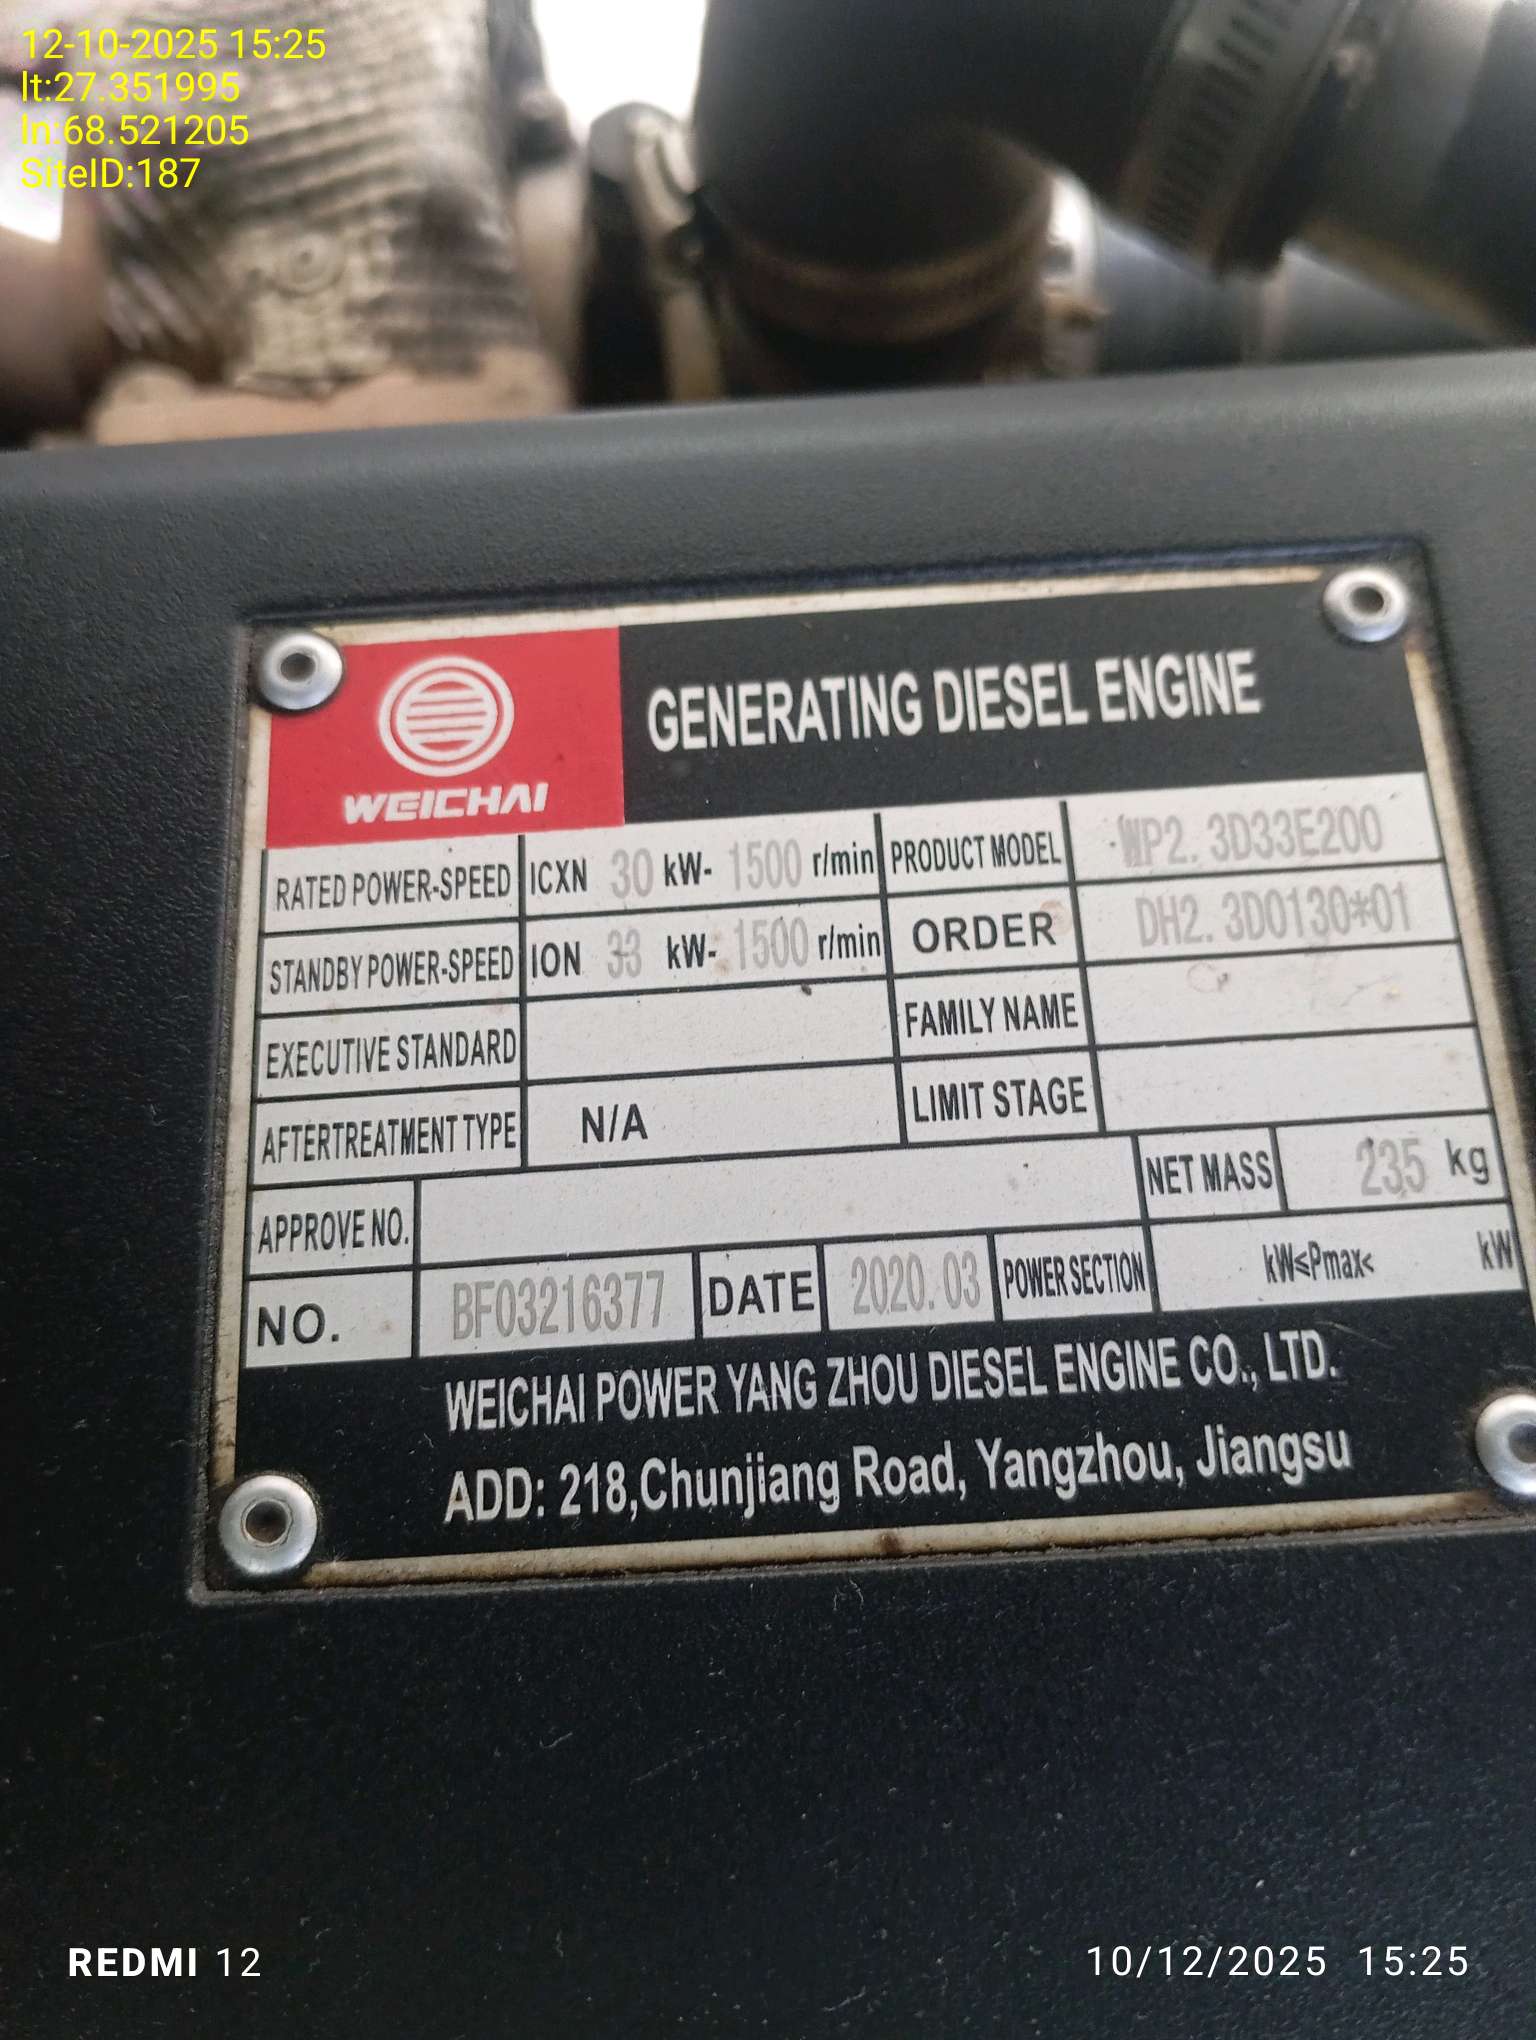 12-10-2025 15:25
lt:27.351995
ln:68.521205
SiteID:187
WEICHAI
GENERATING DIESEL ENGINE
RATED POWER-SPEED ICXN 30 kW- 1500 r/min PRODUCT MODEL WP2. 3D33E200
STANDBY POWER-SPEED ION 33 kW- 1500 r/min ORDER DH2. 3D0130*01
EXECUTIVE STANDARD FAMILY NAME
AFTERTREATMENT TYPE N/A LIMIT STAGE
APPROVE NO. NET MASS 235 kg
NO. BF03216377 DATE 2020. 03 POWER SECTION kW≤Pmax< kW
WEICHAI POWER YANG ZHOU DIESEL ENGINE CO., LTD.
ADD: 218,Chunjiang Road, Yangzhou, Jiangsu
REDMI 12
10/12/2025 15:25